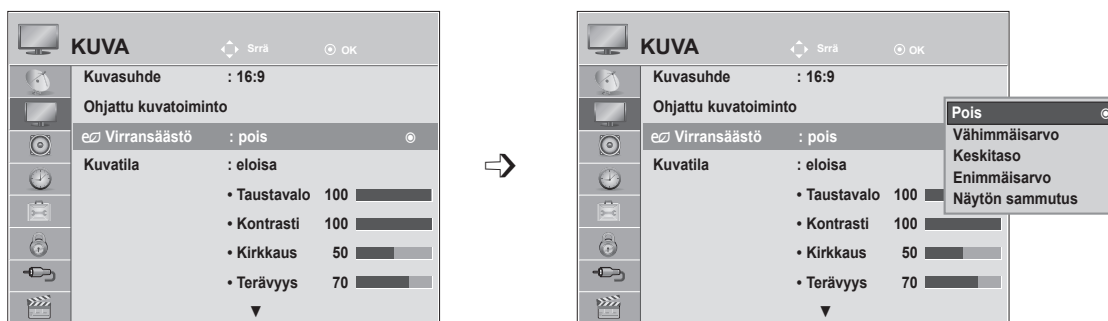 KUVA Srrä OK
Kuvasuhde : 16:9
Ohjattu kuvatoiminto
e Virransäästö : pois
Kuvatila : eloisa
• Taustavalo 100
• Kontrasti 100
• Kirkkaus 50
• Terävyys 70
▼
KUVA Srrä OK
Kuvasuhde : 16:9
Ohjattu kuvatoiminto
e Virransäästö : pois
Kuvatila : eloisa
• Taustavalo 100
• Kontrasti 100
• Kirkkaus 50
• Terävyys 70
▼
Pois
Vähimmäisarvo
Keskitaso
Enimmäisarvo
Näytön sammutus